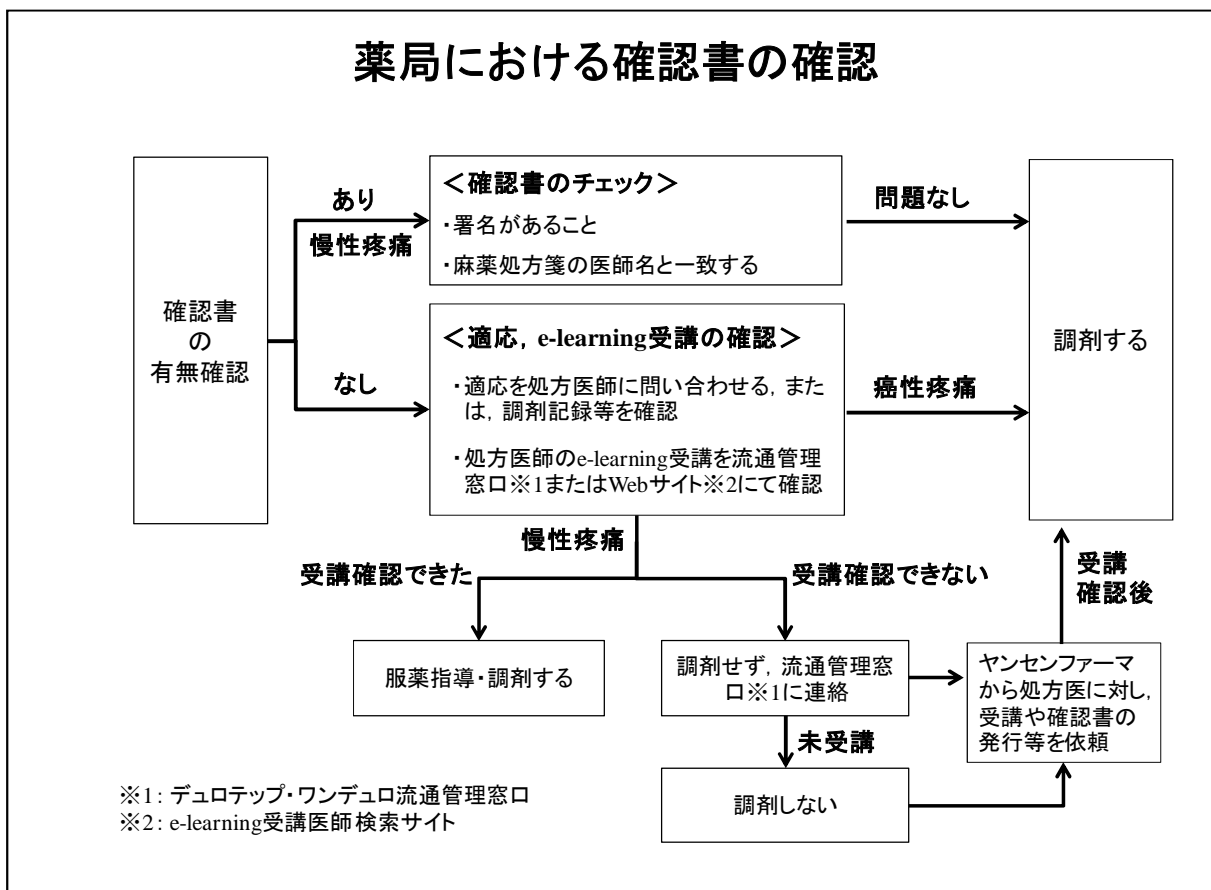 薬局における確認書の確認
確認書
の
有無確認
あり
慢性疼痛
なし
＜確認書のチェック＞
・署名があること
・麻薬処方箋の医師名と一致する
問題なし
＜適応，e-learning受講の確認＞
・適応を処方医師に問い合わせる，また
は，調剤記録等を確認
・処方医師のe-learning受講を流通管理
窓口※1またはWebサイト※2にて確認
癌性疼痛
調剤する
慢性疼痛
受講確認できた
受講確認できない
受講
確認後
服薬指導・調剤する
調剤せず，流通管理窓
口※1に連絡
ヤンセンファーマ
から処方医に対し，
受講や確認書の
発行等を依頼
未受講
調剤しない
※1：デュロテップ・ワンデュロ流通管理窓口
※2：e-learning受講医師検索サイト